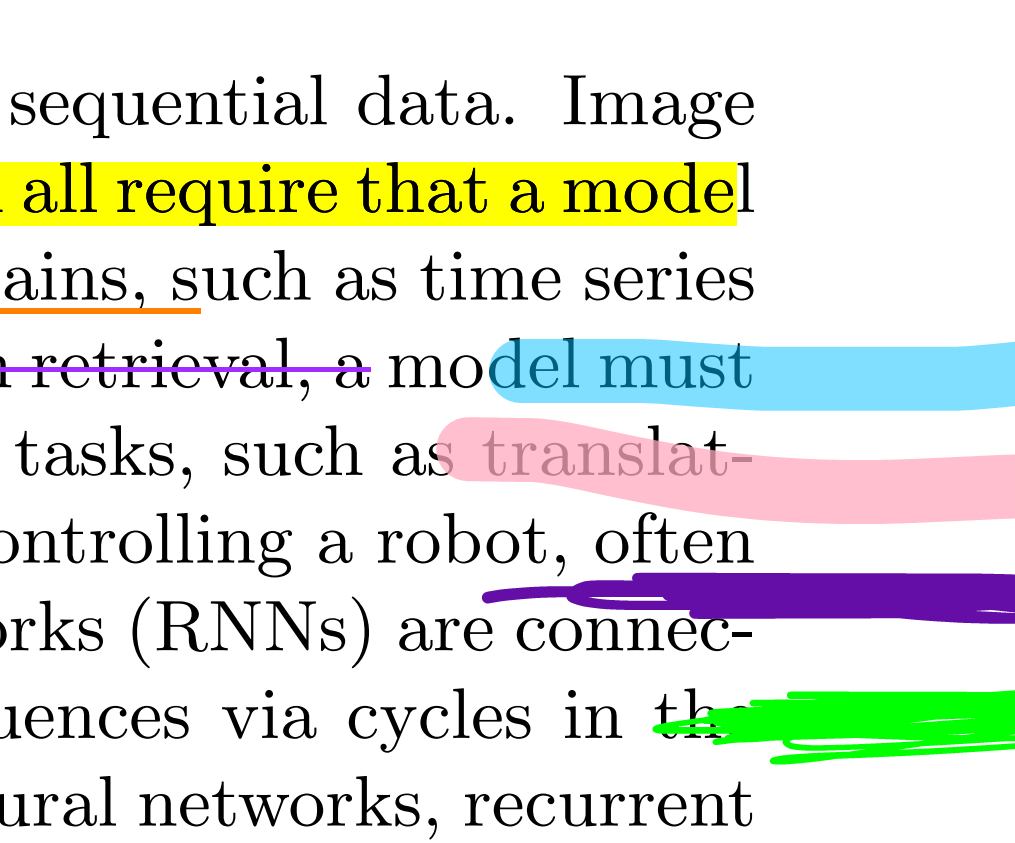 sequential data. Image
all require that a model
ains, such as time series
retrieval, a model must
tasks, such as translat-
ontrolling a robot, often
orks (RNNs) are connec-
uences via cycles in the
ural networks, recurrent